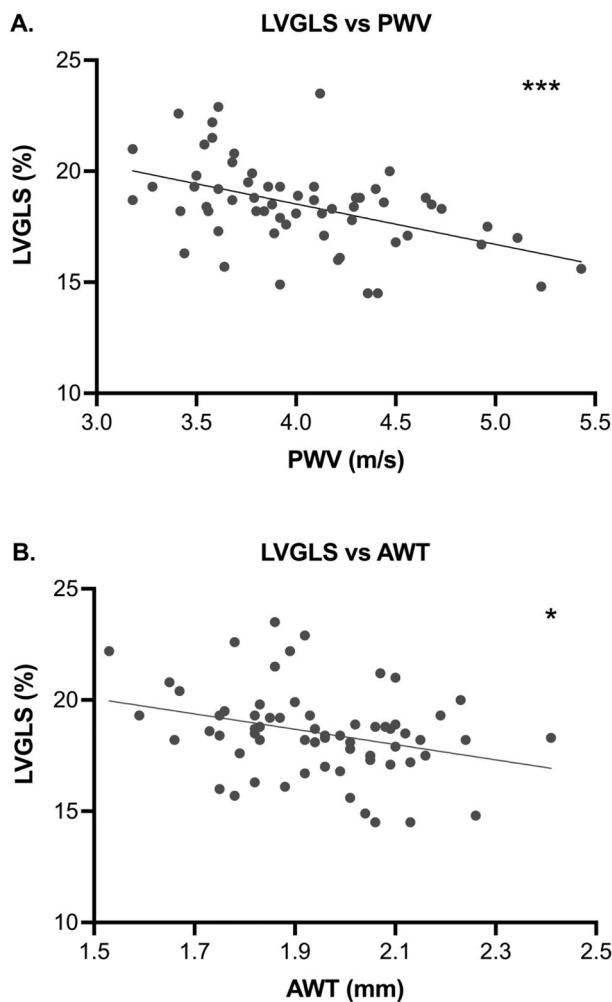 A.
LVGLS vs PWV
25
20
15
10
LVGLS (%)
***
3.0 3.5 4.0 4.5 5.0 5.5
PWV (m/s)
B.
LVGLS vs AWT
25
20
15
10
LVGLS (%)
*
1.5 1.7 1.9 2.1 2.3 2.5
AWT (mm)